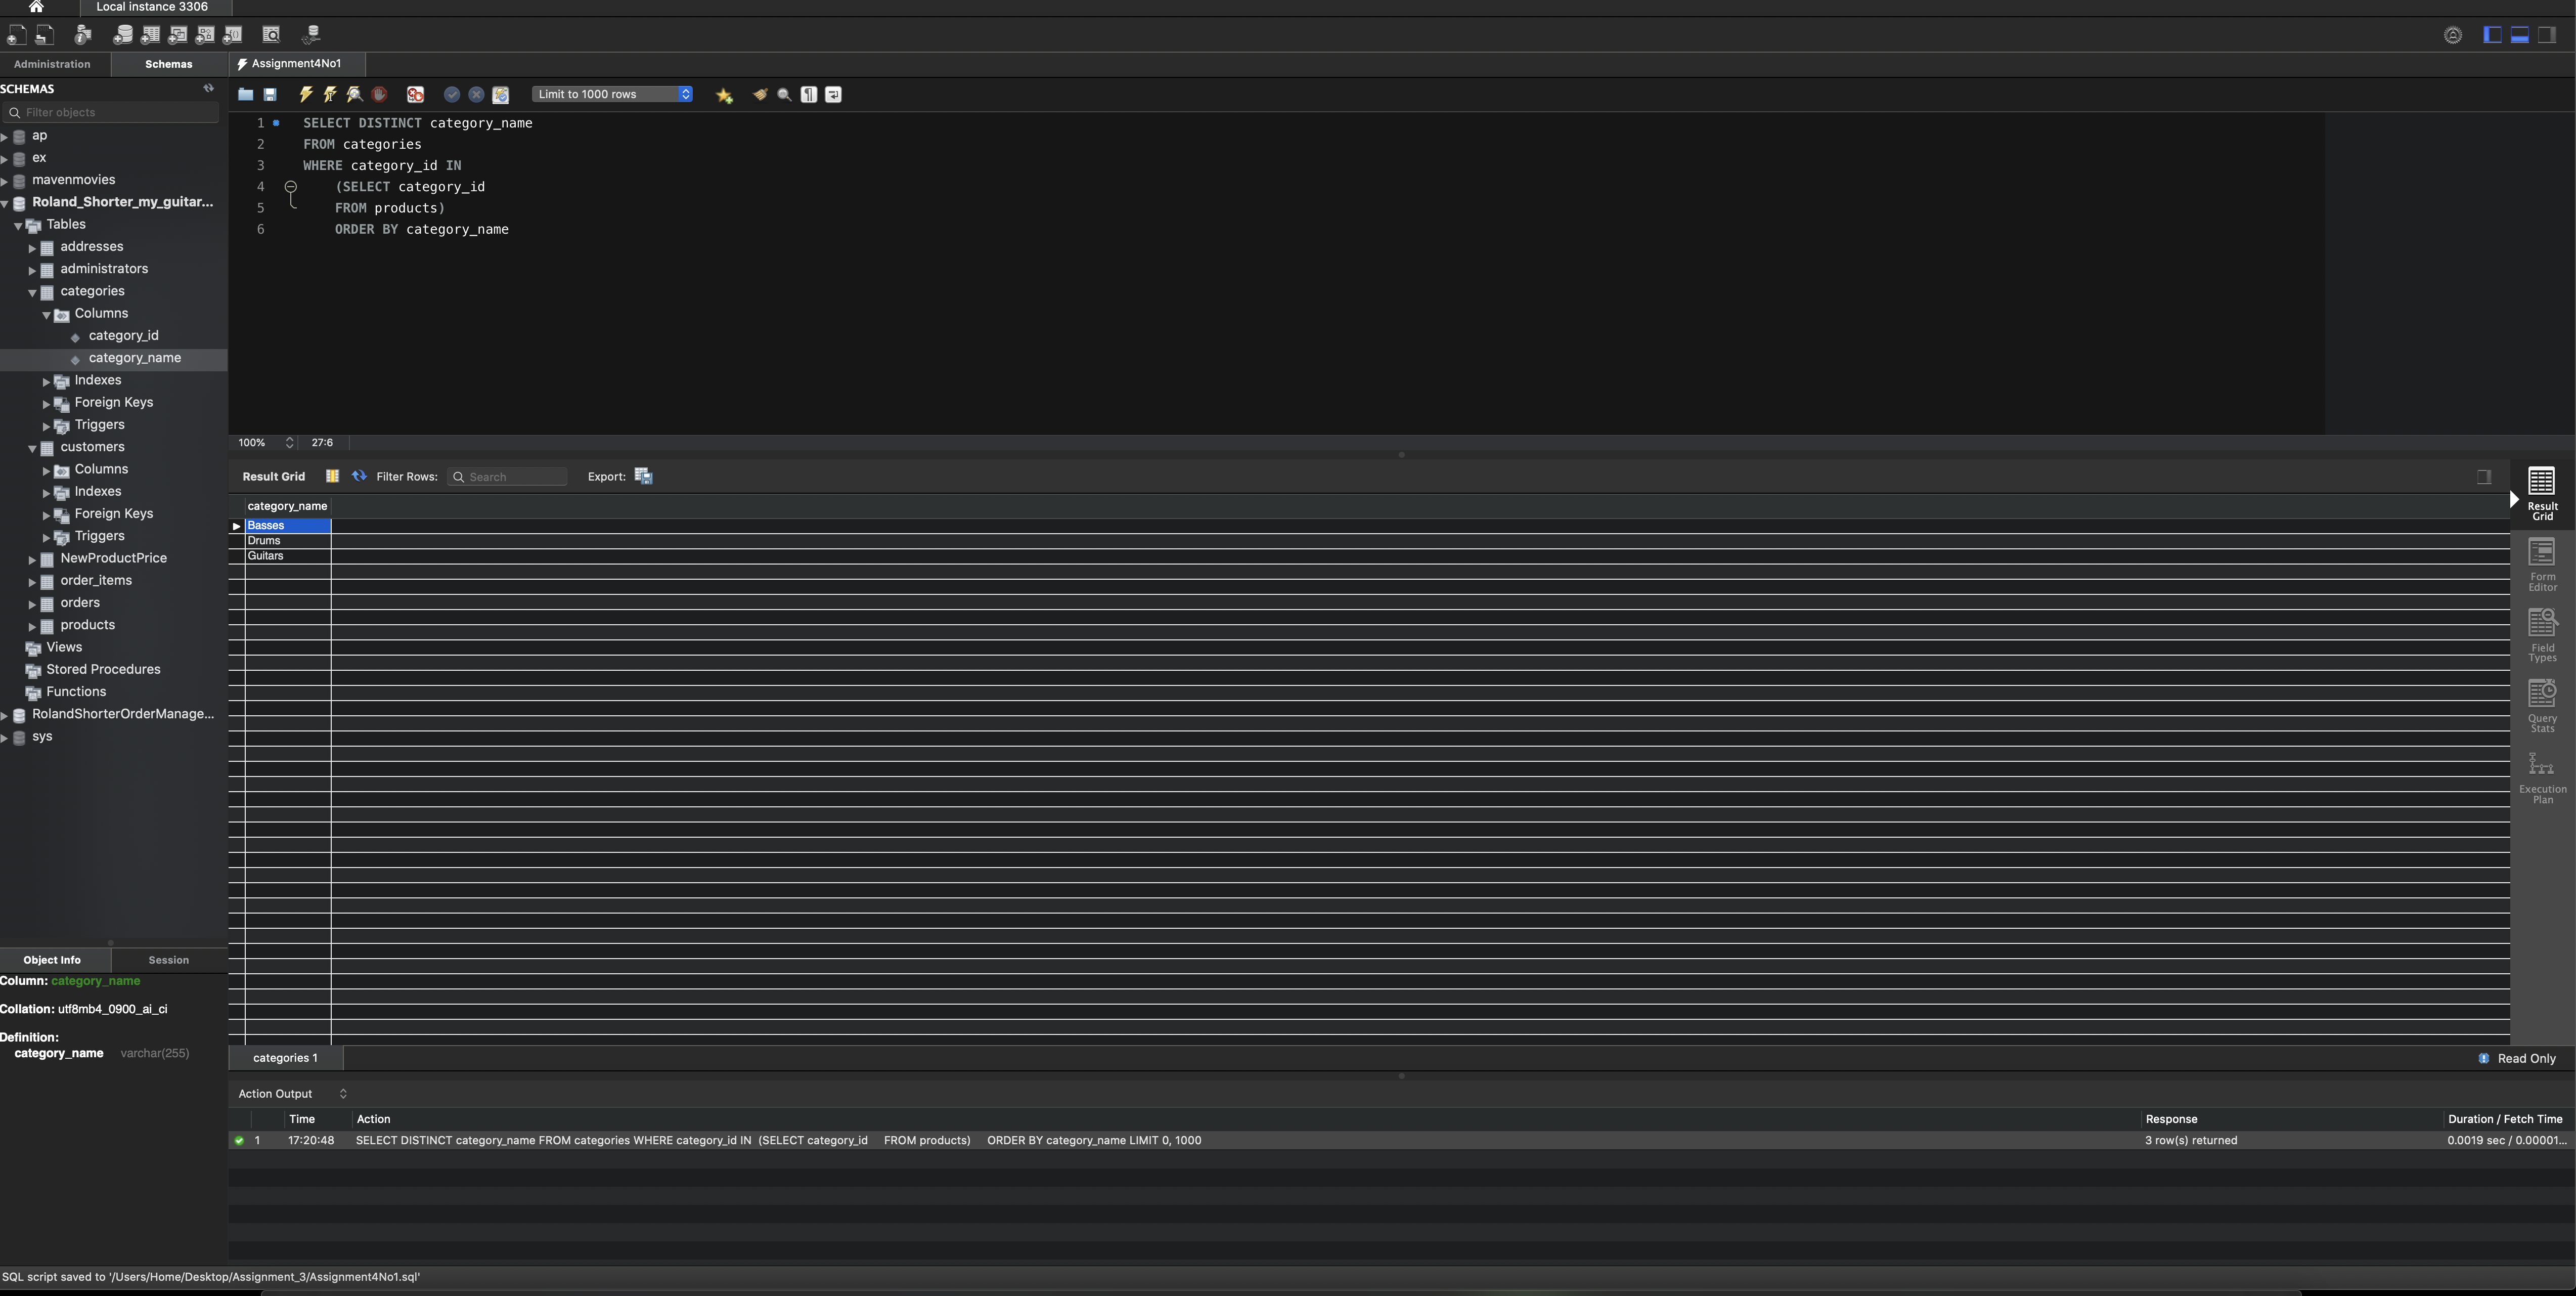 Local instance 3306
Administration
Schemas
Assignment4No1
SCHEMAS
Filter objects
ap
ex
mavenmovies
Roland_Shorter_my_guitar...
Tables
addresses
administrators
categories
Columns
category_id
category_name
Indexes
Foreign Keys
Triggers
customers
Columns
Indexes
Foreign Keys
Triggers
NewProductPrice
order_items
orders
products
Views
Stored Procedures
Functions
RolandShorterOrderManage...
sys
Object Info
Session
Column: category_name
Collation: utf8mb4_0900_ai_ci
Definition:
category_name varchar(255)
Limit to 1000 rows
1 SELECT DISTINCT category_name
2 FROM categories
3 WHERE category_id IN
4 (SELECT category_id
5 FROM products)
6 ORDER BY category_name
100% 27:6
Result Grid
Filter Rows:
Search
Export:
category_name
Basses
Drums
Guitars
Result
Grid
Form
Editor
Field
Types
Query
Stats
Execution
Plan
categories 1
Read Only
Action Output
Time Action Response Duration / Fetch Time
1 17:20:48 SELECT DISTINCT category_name FROM categories WHERE category_id IN (SELECT category_id FROM products) ORDER BY category_name LIMIT 0, 1000 3 row(s) returned 0.0019 sec / 0.00001...
SQL script saved to '/Users/Home/Desktop/Assignment_3/Assignment4No1.sql'